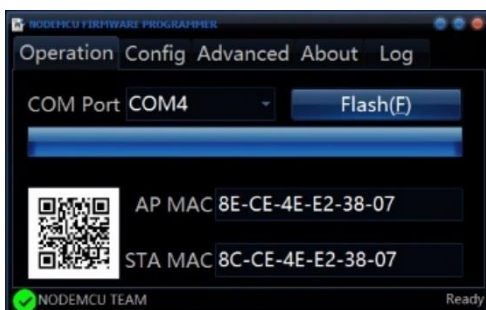 NODEMCU FIRMWARE PROGRAMMER
Operation Config Advanced About Log
COM Port COM4 Flash(F)
AP MAC 8E-CE-4E-E2-38-07
STA MAC 8C-CE-4E-E2-38-07
NODEMCU TEAM Ready